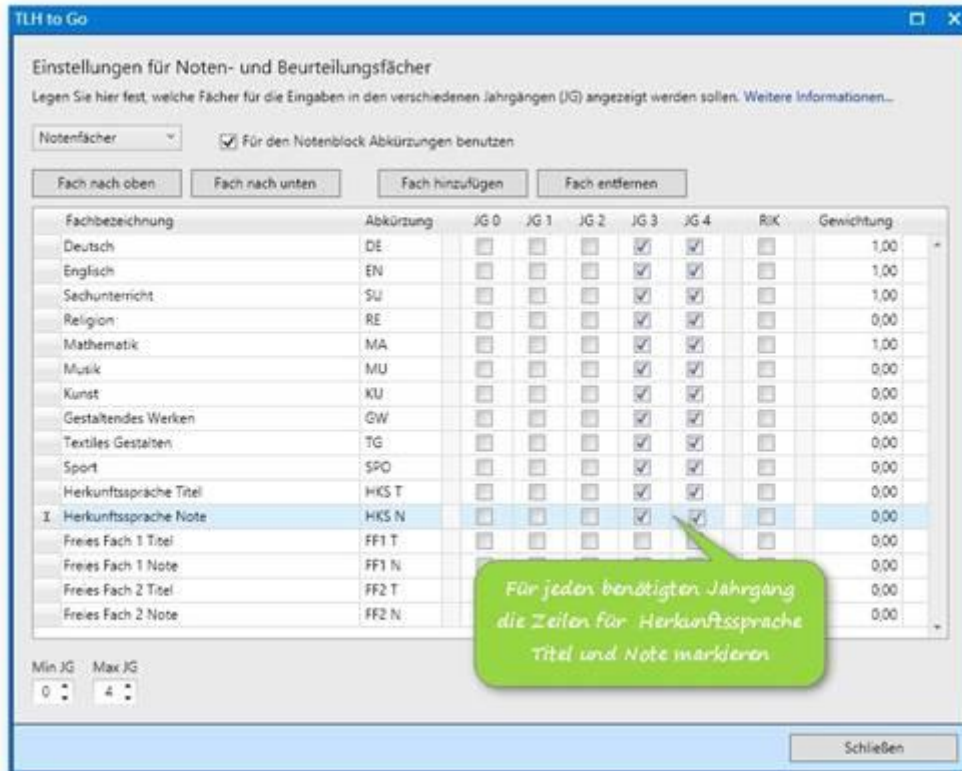 TLH to Go
Einstellungen für Noten- und Beurteilungsfächer
Legen Sie hier fest, welche Fächer für die Eingaben in den verschiedenen Jahrgängen (JG) angezeigt werden sollen. Weitere Informationen...
Notenfächer Für den Notenblock Abkürzungen benutzen
Fach nach oben Fach nach unten Fach hinzufügen Fach entfernen
Fachbezeichnung Abkürzung JG 0 JG 1 JG 2 JG 3 JG 4 RIK Gewichtung
Deutsch DE 1,00
Englisch EN 1,00
Sachunterricht SU 1,00
Religion RE 0,00
Mathematik MA 1,00
Musik MU 0,00
Kunst KU 0,00
Gestaltendes Werken GW 0,00
Textiles Gestalten TG 0,00
Sport SPO 0,00
Herkunftssprache Titel HKS T 0,00
Herkunftssprache Note HKS N 0,00
Freies Fach 1 Titel FF1 T 0,00
Freies Fach 1 Note FF1 N 0,00
Freies Fach 2 Titel FF2 T 0,00
Freies Fach 2 Note FF2 N 0,00
Für jeden benötigten Jahrgang
die Zeilen für Herkunftssprache
Titel und Note markieren
Min JG Max JG
0 4
Schließen